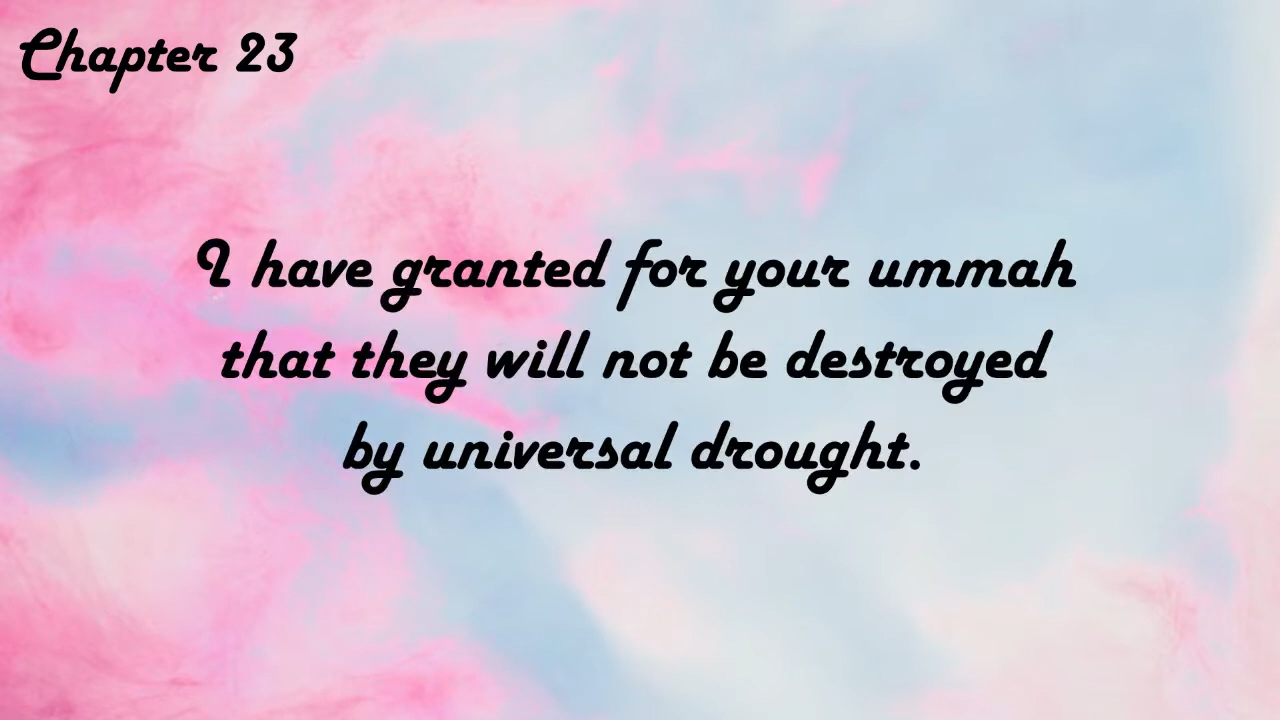 Chapter 23
I have granted for your ummah
that they will not be destroyed
by universal drought.